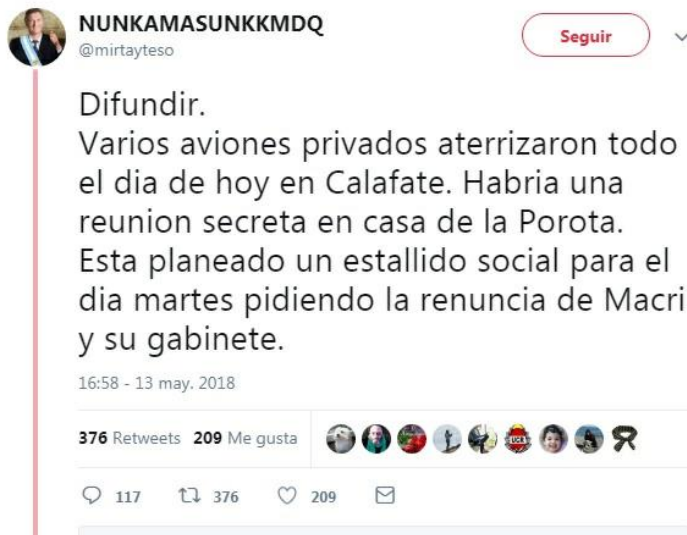 NUNKAMASUNKKMDQ
@mirtayteso
Seguir
Difundir.
Varios aviones privados aterrizaron todo
el dia de hoy en Calafate. Habria una
reunion secreta en casa de la Porota.
Esta planeado un estallido social para el
dia martes pidiendo la renuncia de Macri
y su gabinete.
16:58 - 13 may. 2018
376 Retweets 209 Me gusta
UCR
117 376 209